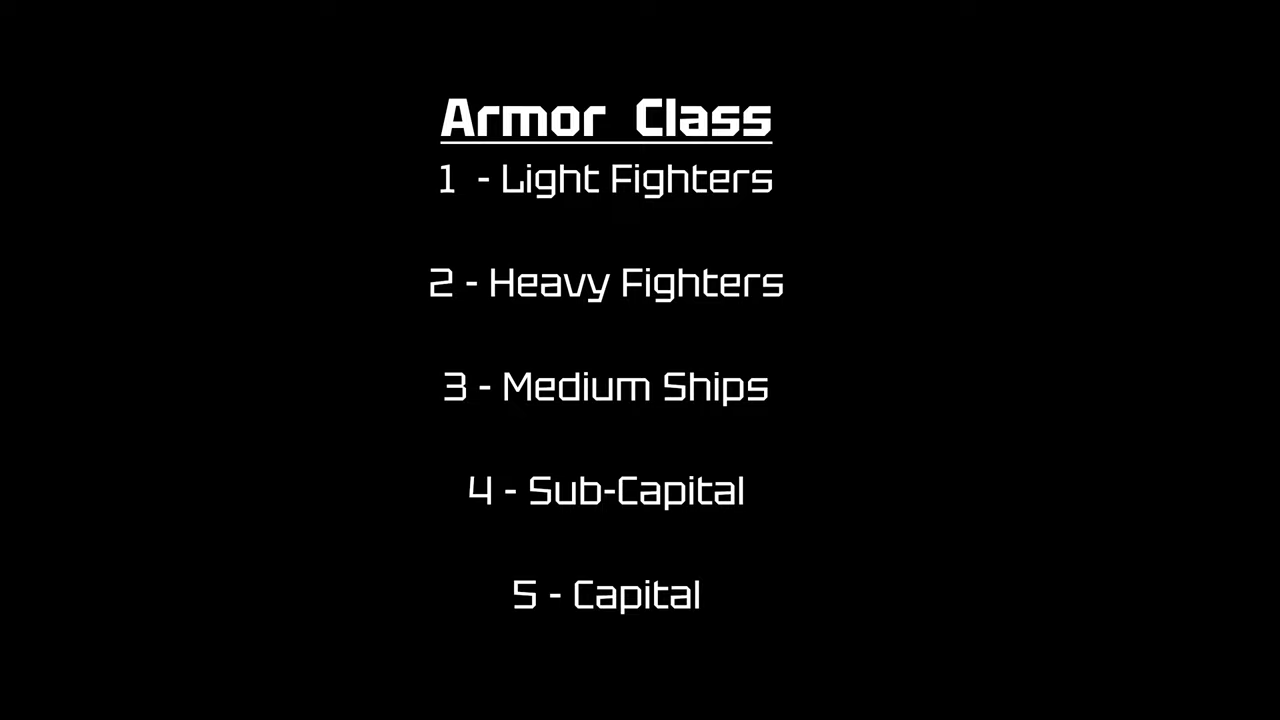 Armor Class
1 - Light Fighters
2 - Heavy Fighters
3 - Medium Ships
4 - Sub-Capital
5 - Capital